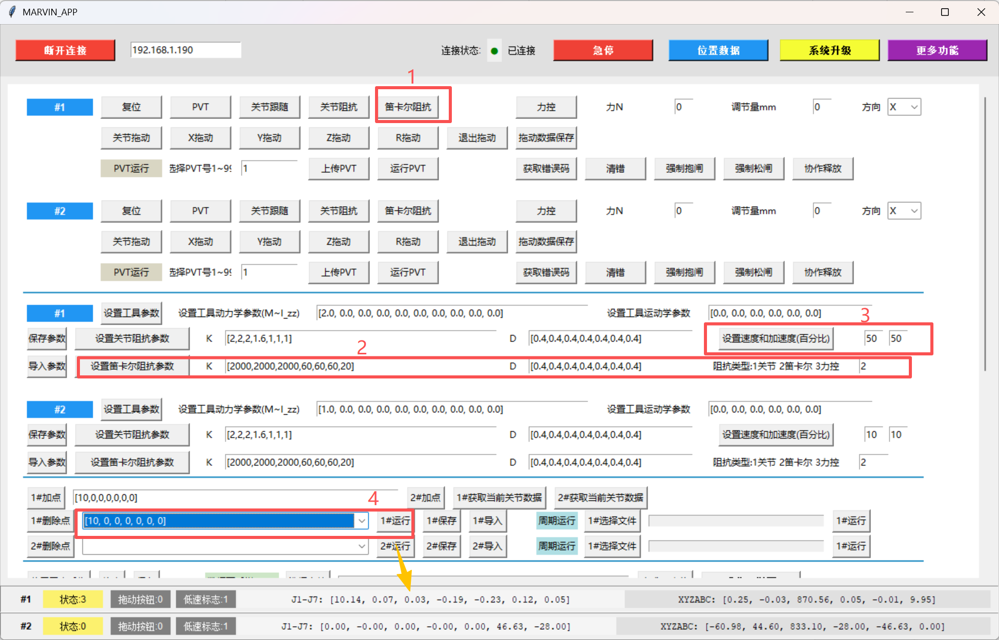 MARVIN_APP
断开连接 192.168.1.190 连接状态: 已连接 急停 位置数据 系统升级 更多功能
1
#1 复位 PVT 关节跟随 关节阻抗 笛卡尔阻抗 力控 力N 0 调节量mm 0 方向 X
关节拖动 X拖动 Y拖动 Z拖动 R拖动 退出拖动 拖动数据保存
PVT运行 选择PVT号1~99 1 上传PVT 运行PVT 获取错误码 清错 强制抱闸 强制松闸 协作释放
#2 复位 PVT 关节跟随 关节阻抗 笛卡尔阻抗 力控 力N 0 调节量mm 0 方向 X
关节拖动 X拖动 Y拖动 Z拖动 R拖动 退出拖动 拖动数据保存
PVT运行 选择PVT号1~99 1 上传PVT 运行PVT 获取错误码 清错 强制抱闸 强制松闸 协作释放
#1 设置工具参数 设置工具动力学参数(M~I_zz) [2.0, 0.0, 0.0, 0.0, 0.0, 0.0, 0.0, 0.0, 0.0, 0.0] 设置工具运动学参数 [0.0, 0.0, 0.0, 0.0, 0.0, 0.0]
3
保存参数 设置关节阻抗参数 K [2,2,2,1.6,1,1,1] D [0.4,0.4,0.4,0.4,0.4,0.4,0.4] 设置速度和加速度(百分比) 50 50
2
导入参数 设置笛卡尔阻抗参数 K [2000,2000,2000,60,60,60,20] D [0.4,0.4,0.4,0.4,0.4,0.4,0.4] 阻抗类型:1关节 2笛卡尔 3力控 2
#2 设置工具参数 设置工具动力学参数(M~I_zz) [1.0, 0.0, 0.0, 0.0, 0.0, 0.0, 0.0, 0.0, 0.0, 0.0] 设置工具运动学参数 [0.0, 0.0, 0.0, 0.0, 0.0, 0.0]
保存参数 设置关节阻抗参数 K [2,2,2,1.6,1,1,1] D [0.4,0.4,0.4,0.4,0.4,0.4,0.4] 设置速度和加速度(百分比) 10 10
导入参数 设置笛卡尔阻抗参数 K [2000,2000,2000,60,60,60,20] D [0.4,0.4,0.4,0.4,0.4,0.4,0.4] 阻抗类型:1关节 2笛卡尔 3力控 2
1#加点 [10,0,0,0,0,0,0] 4 2#加点 1#获取当前关节数据 2#获取当前关节数据
1#删除点 [10, 0, 0, 0, 0, 0, 0] 1#运行 1#保存 1#导入 周期运行 1#选择文件 1#运行
2#删除点 2#运行 2#保存 2#导入 周期运行 1#选择文件 1#运行
#1 状态:3 拖动按钮:0 低速标志:1 J1-J7: [10.14, 0.07, 0.03, -0.19, -0.23, 0.12, 0.05] XYZABC: [0.25, -0.03, 870.56, 0.05, -0.01, 9.95]
#2 状态:0 拖动按钮:0 低速标志:1 J1-J7: [0.00, -0.00, 0.00, -0.00, 0.00, 46.63, -28.00] XYZABC: [-60.98, 44.60, 833.10, -28.00, -46.63, 0.00]